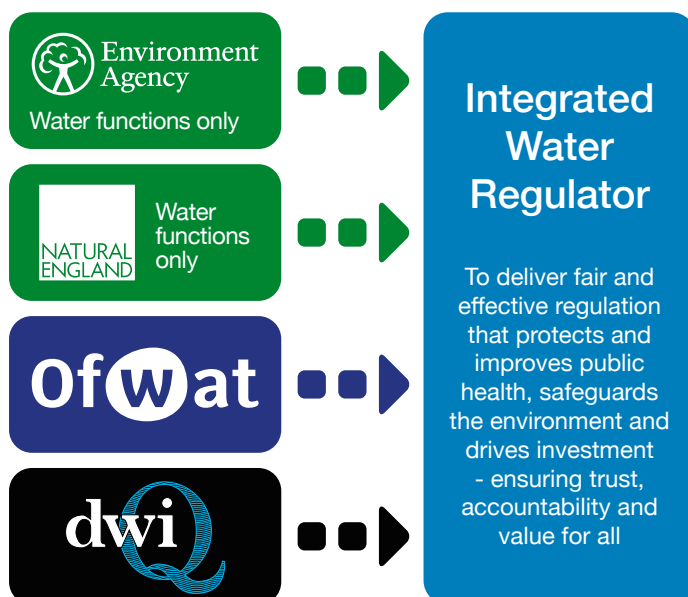 Environment
Agency
Water functions only
NATURAL
ENGLAND
Water
functions
only
Ofwat
dwi
Q
Integrated
Water
Regulator
To deliver fair and
effective regulation
that protects and
improves public
health, safeguards
the environment and
drives investment
- ensuring trust,
accountability and
value for all